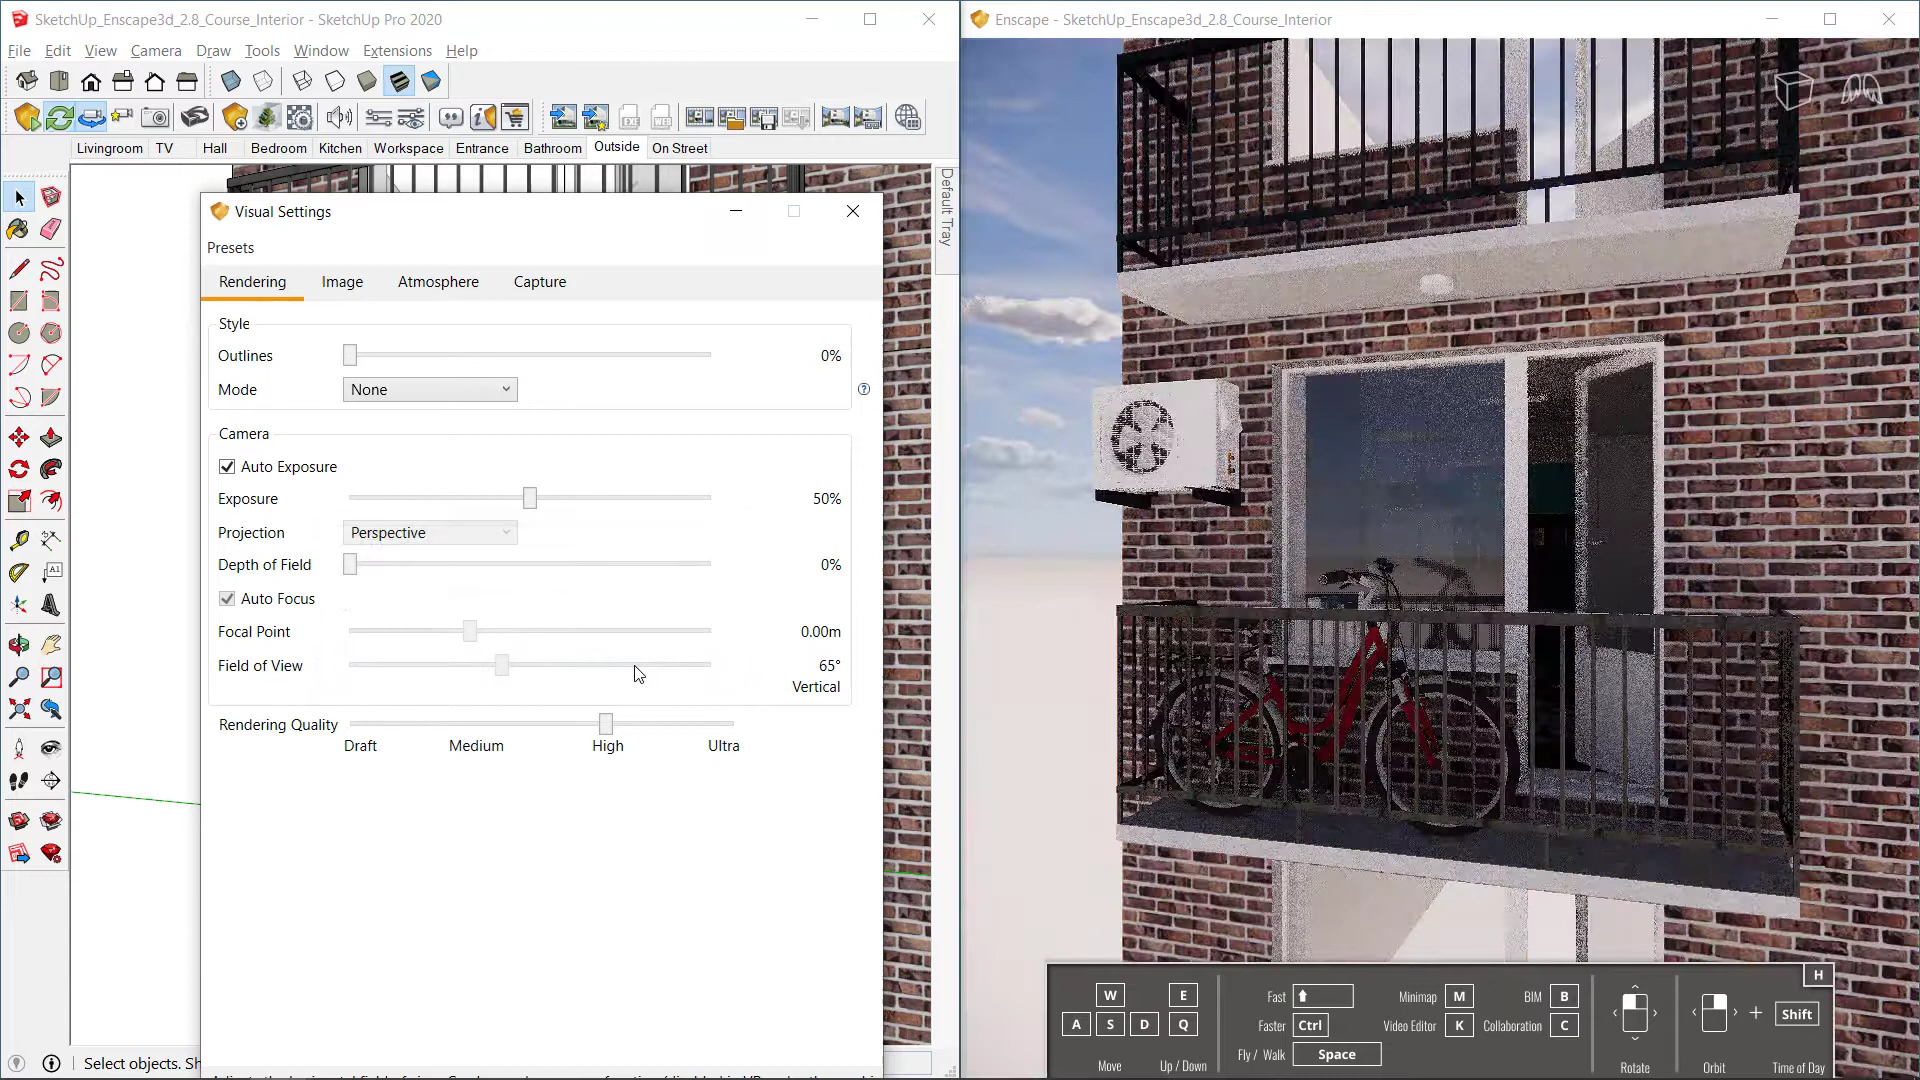 SketchUp_Enscape3d_2.8_Course_Interior - SketchUp Pro 2020
File Edit View Camera Draw Tools Window Extensions Help
Livingroom TV Hall Bedroom Kitchen Workspace Entrance Bathroom Outside On Street
Default Tray
A1
Visual Settings
Presets
Rendering Image Atmosphere Capture
Style
Outlines 0%
Mode None
Camera
Auto Exposure
Exposure 50%
Projection Perspective
Depth of Field 0%
Auto Focus
Focal Point 0.00m
Field of View 65°
Vertical
Rendering Quality
Draft Medium High Ultra
Select objects. Sh
Enscape - SketchUp_Enscape3d_2.8_Course_Interior
H
W E Fast Minimap M BIM B
A S D Q Faster Ctrl Video Editor K Collaboration C + Shift
Fly / Walk Space
Move Up / Down Rotate Orbit Time of Day